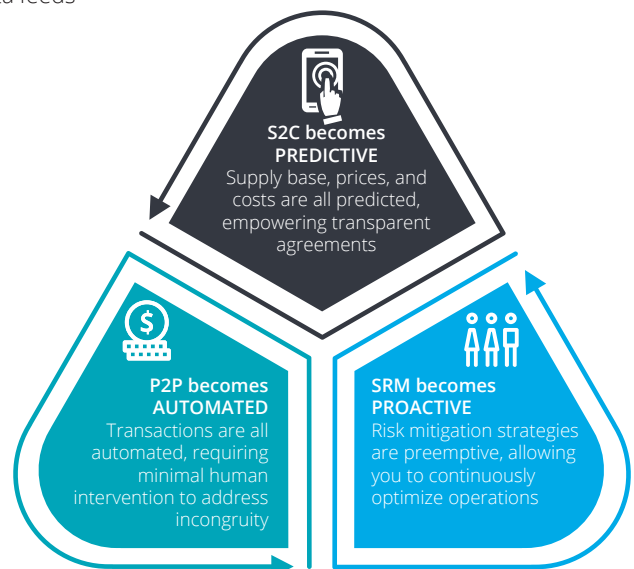 S2C becomes
PREDICTIVE
Supply base, prices, and
costs are all predicted,
empowering transparent
agreements
$
P2P becomes
AUTOMATED
Transactions are all
automated, requiring
minimal human
intervention to address
incongruity
SRM becomes
PROACTIVE
Risk mitigation strategies
are preemptive, allowing
you to continuously
optimize operations